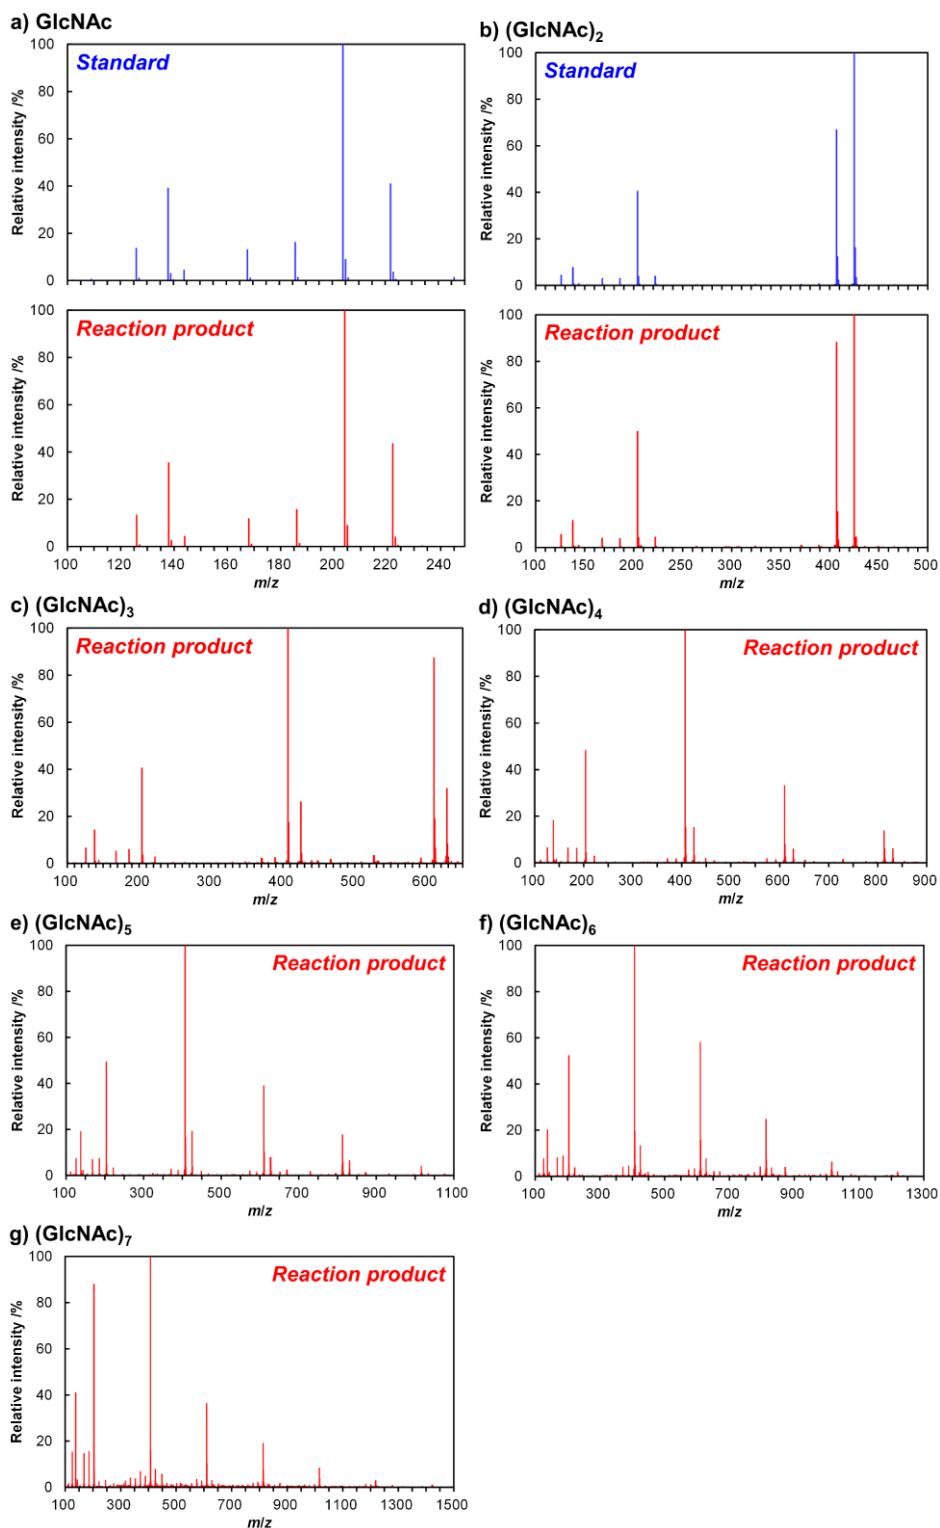 a) GlcNAc
Standard
Relative intensity /%
100
80
60
40
20
0
Reaction product
Relative intensity /%
100
80
60
40
20
0
100 120 140 160 180 200 220 240
m/z
b) (GlcNAc)2
Standard
Relative intensity /%
100
80
60
40
20
0
Reaction product
Relative intensity /%
100
80
60
40
20
0
100 150 200 250 300 350 400 450 500
m/z
c) (GlcNAc)3
Reaction product
Relative intensity /%
100
80
60
40
20
0
100 200 300 400 500 600
m/z
d) (GlcNAc)4
Reaction product
Relative intensity /%
100
80
60
40
20
0
100 200 300 400 500 600 700 800 900
m/z
e) (GlcNAc)5
Reaction product
Relative intensity /%
100
80
60
40
20
0
100 300 500 700 900 1100
m/z
f) (GlcNAc)6
Reaction product
Relative intensity /%
100
80
60
40
20
0
100 300 500 700 900 1100 1300
m/z
g) (GlcNAc)7
Reaction product
Relative intensity /%
100
80
60
40
20
0
100 300 500 700 900 1100 1300 1500
m/z